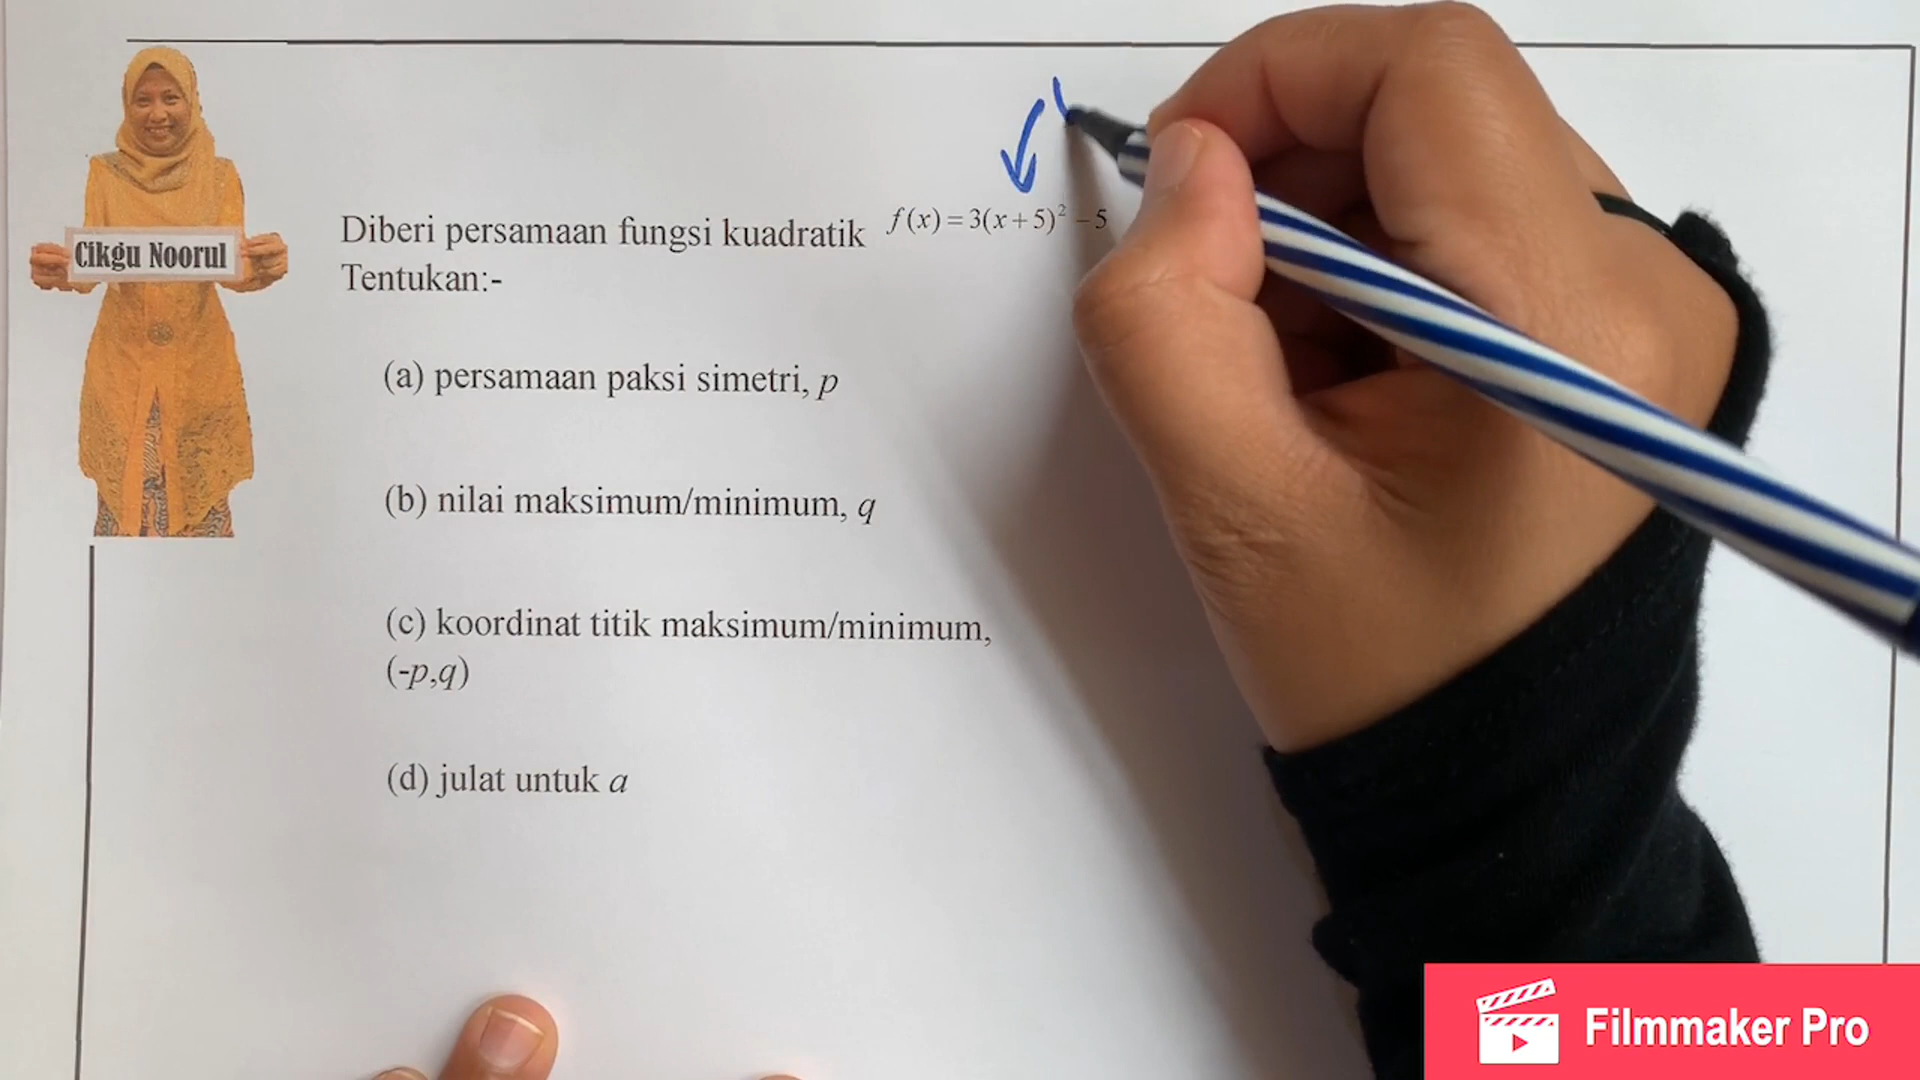 Cikgu Noorul
Diberi persamaan fungsi kuadratik f(x) = 3(x+5)² − 5
Tentukan:-
(a) persamaan paksi simetri, p
(b) nilai maksimum/minimum, q
(c) koordinat titik maksimum/minimum,
(-p,q)
(d) julat untuk a
Filmmaker Pro